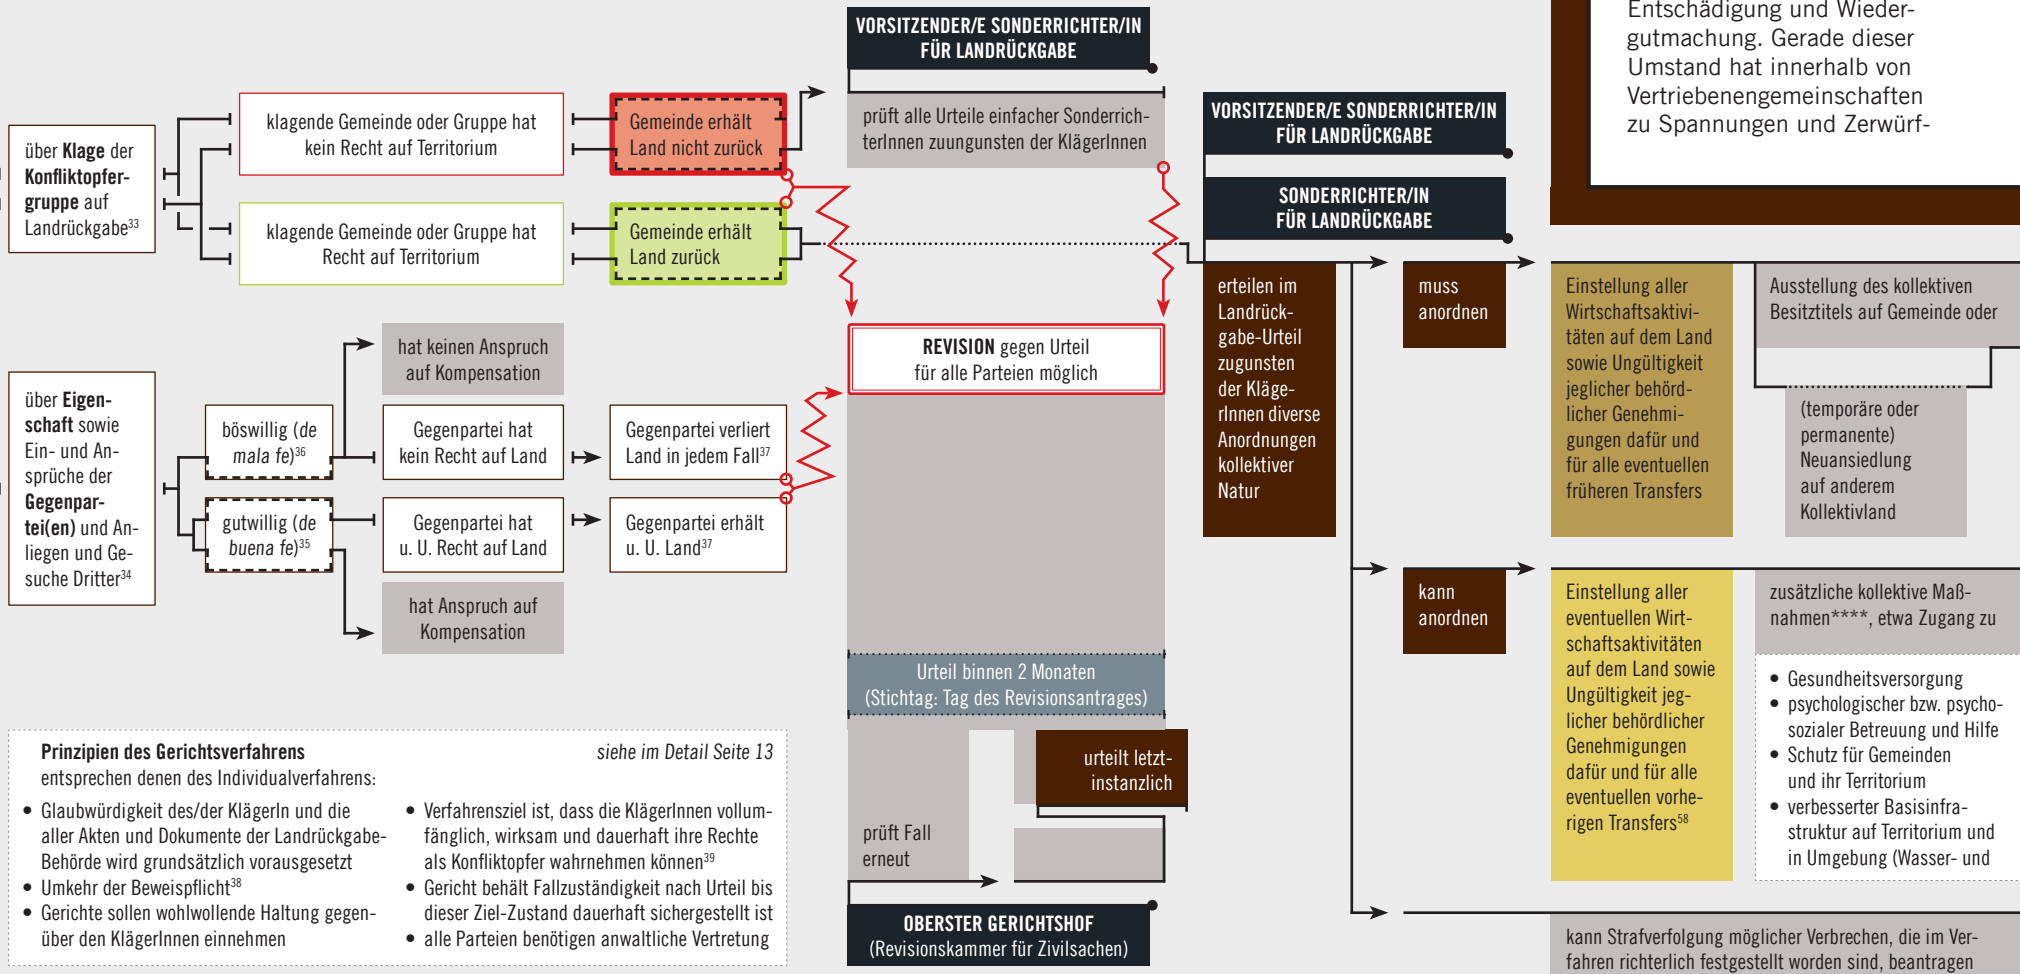 VORSITZENDER/E SONDERRICHTER/IN
FÜR LANDRÜCKGABE
Entschädigung und Wieder-
gutmachung. Gerade dieser
Umstand hat innerhalb von
Vertriebenengemeinschaften
zu Spannungen und Zerwürf-
über Klage der
Konfliktopfer-
gruppe auf
Landrückgabe33
klagende Gemeinde oder Gruppe hat
kein Recht auf Territorium
Gemeinde erhält
Land nicht zurück
prüft alle Urteile einfacher Sonderrich-
terInnen zuungunsten der KlägerInnen
klagende Gemeinde oder Gruppe hat
Recht auf Territorium
Gemeinde erhält
Land zurück
VORSITZENDER/E SONDERRICHTER/IN
FÜR LANDRÜCKGABE
SONDERRICHTER/IN
FÜR LANDRÜCKGABE
erteilen im
Landrück-
gabe-Urteil
zugunsten
der Kläge-
rInnen diverse
Anordnungen
kollektiver
Natur
muss
anordnen
Einstellung aller
Wirtschaftsaktivi-
täten auf dem Land
sowie Ungültigkeit
jeglicher behörd-
licher Genehmi-
gungen dafür und
für alle eventuellen
früheren Transfers
Ausstellung des kollektiven
Besitztitels auf Gemeinde oder
(temporäre oder
permanente)
Neuansiedlung
auf anderem
Kollektivland
REVISION gegen Urteil
für alle Parteien möglich
über Eigen-
schaft sowie
Ein- und An-
sprüche der
Gegenpar-
tei(en) und An-
liegen und Ge-
suche Dritter34
hat keinen Anspruch
auf Kompensation
böswillig (de
mala fe)36
Gegenpartei hat
kein Recht auf Land
Gegenpartei verliert
Land in jedem Fall37
gutwillig (de
buena fe)35
Gegenpartei hat
u. U. Recht auf Land
Gegenpartei erhält
u. U. Land37
hat Anspruch auf
Kompensation
kann
anordnen
Einstellung aller
eventuellen Wirt-
schaftsaktivitäten
auf dem Land sowie
Ungültigkeit jeg-
licher behördlicher
Genehmigungen
dafür und für alle
eventuellen vorhe-
rigen Transfers58
zusätzliche kollektive Maß-
nahmen****, etwa Zugang zu
• Gesundheitsversorgung
• psychologischer bzw. psycho-
sozialer Betreuung und Hilfe
• Schutz für Gemeinden
und ihr Territorium
• verbesserter Basisinfra-
struktur auf Territorium und
in Umgebung (Wasser- und
Urteil binnen 2 Monaten
(Stichtag: Tag des Revisionsantrages)
urteilt letzt-
instanzlich
prüft Fall
erneut
OBERSTER GERICHTSHOF
(Revisionskammer für Zivilsachen)
Prinzipien des Gerichtsverfahrens siehe im Detail Seite 13
entsprechen denen des Individualverfahrens:
• Glaubwürdigkeit des/der KlägerIn und die
aller Akten und Dokumente der Landrückgabe-
Behörde wird grundsätzlich vorausgesetzt
• Umkehr der Beweispflicht38
• Gerichte sollen wohlwollende Haltung gegen-
über den KlägerInnen einnehmen
• Verfahrensziel ist, dass die KlägerInnen vollum-
fänglich, wirksam und dauerhaft ihre Rechte
als Konfliktopfer wahrnehmen können39
• Gericht behält Fallzuständigkeit nach Urteil bis
dieser Ziel-Zustand dauerhaft sichergestellt ist
• alle Parteien benötigen anwaltliche Vertretung
kann Strafverfolgung möglicher Verbrechen, die im Ver-
fahren richterlich festgestellt worden sind, beantragen